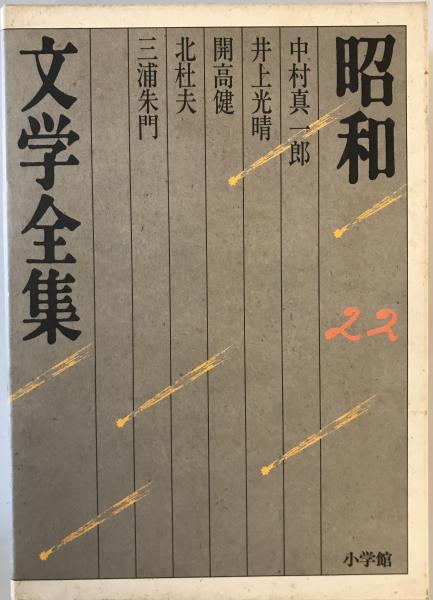 昭和
22
中村真一郎
井上光晴
開高健
北杜夫
三浦朱門
文学全集
小学館